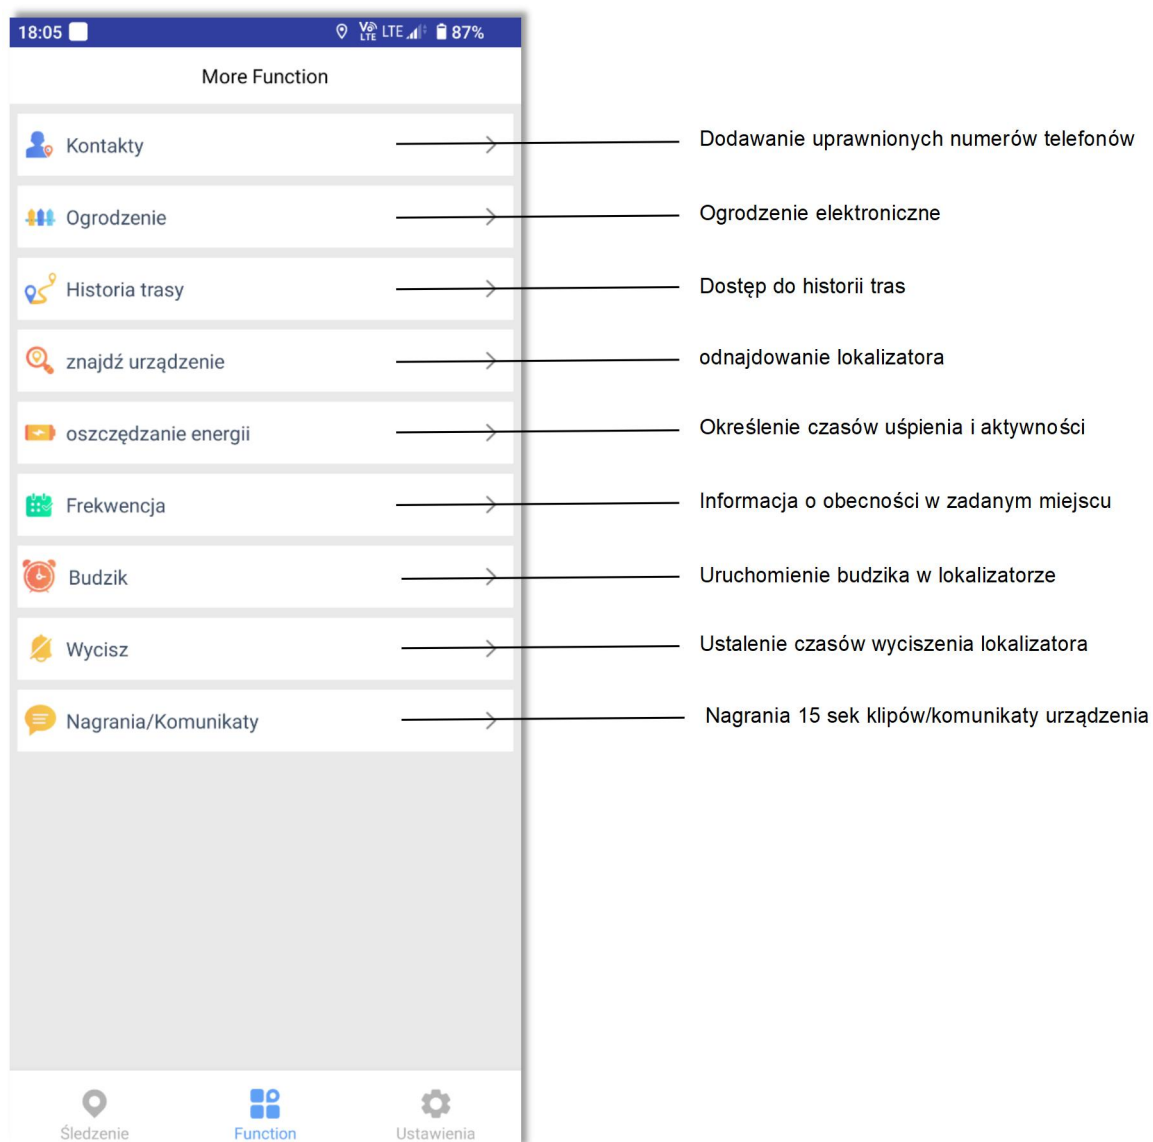 18:05 Vo LTE LTE 87%
More Function
Kontakty Dodawanie uprawnionych numerów telefonów
Ogrodzenie Ogrodzenie elektroniczne
Historia trasy Dostęp do historii tras
znajdź urządzenie odnajdowanie lokalizatora
oszczędzanie energii Określenie czasów uśpienia i aktywności
Frekwencja Informacja o obecności w zadanym miejscu
Budzik Uruchomienie budzika w lokalizatorze
Wycisz Ustalenie czasów wyciszenia lokalizatora
Nagrania/Komunikaty Nagrania 15 sek klipów/komunikaty urządzenia
Śledzenie Function Ustawienia